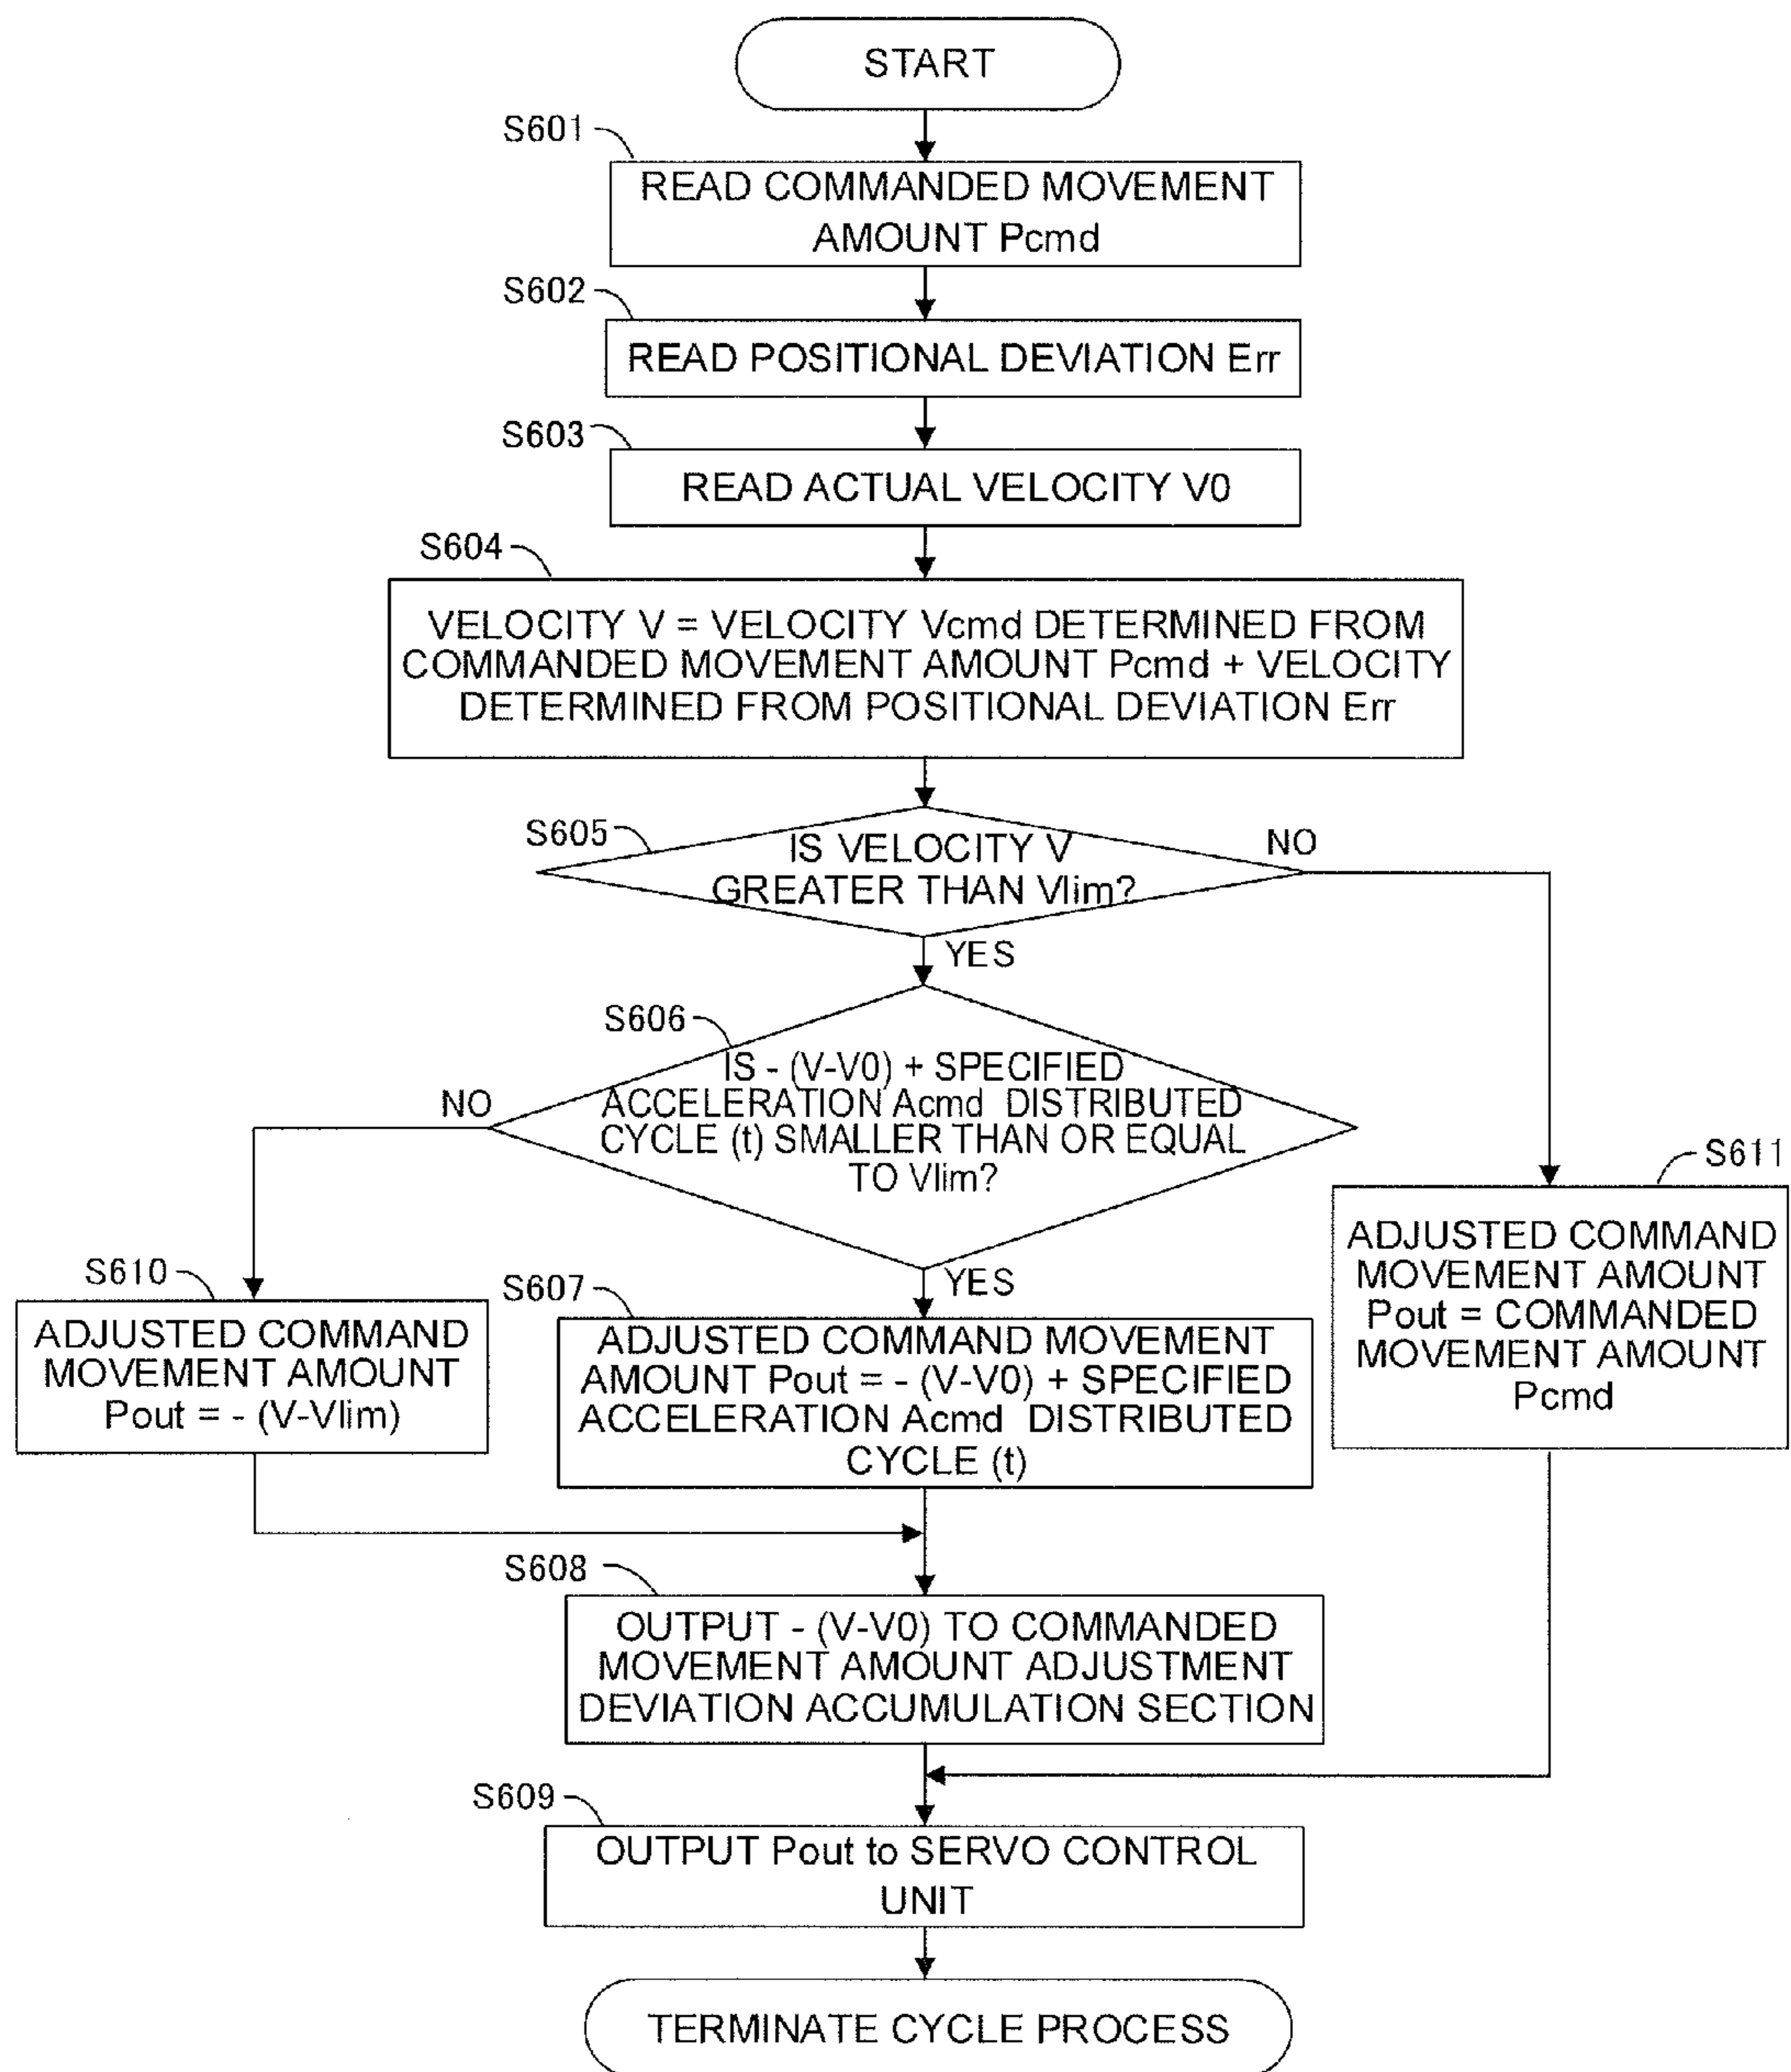 START
S601
READ COMMANDED MOVEMENT
AMOUNT Pcmd
S602
READ POSITIONAL DEVIATION Err
S603
READ ACTUAL VELOCITY V0
S604
VELOCITY V = VELOCITY Vcmd DETERMINED FROM
COMMANDED MOVEMENT AMOUNT Pcmd + VELOCITY
DETERMINED FROM POSITIONAL DEVIATION Err
S605
IS VELOCITY V
GREATER THAN Vlim?
NO
YES
S606
IS - (V-V0) + SPECIFIED
ACCELERATION Acmd DISTRIBUTED
CYCLE (t) SMALLER THAN OR EQUAL
TO Vlim?
NO
YES
S611
ADJUSTED COMMAND
MOVEMENT AMOUNT
Pout = COMMANDED
MOVEMENT AMOUNT
Pcmd
S610
ADJUSTED COMMAND
MOVEMENT AMOUNT
Pout = - (V-Vlim)
S607
ADJUSTED COMMAND MOVEMENT
AMOUNT Pout = - (V-V0) + SPECIFIED
ACCELERATION Acmd DISTRIBUTED
CYCLE (t)
S608
OUTPUT - (V-V0) TO COMMANDED
MOVEMENT AMOUNT ADJUSTMENT
DEVIATION ACCUMULATION SECTION
S609
OUTPUT Pout to SERVO CONTROL
UNIT
TERMINATE CYCLE PROCESS